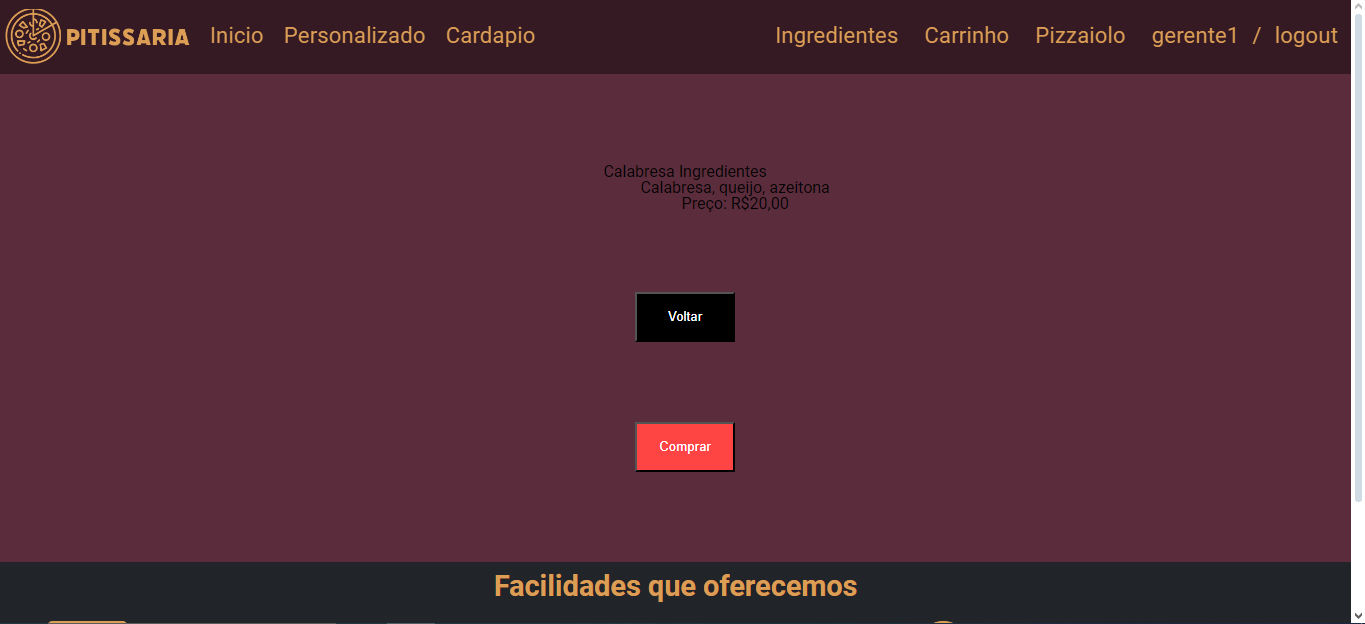 PITISSARIA Inicio Personalizado Cardapio Ingredientes Carrinho Pizzaiolo gerente1 / logout
Calabresa Ingredientes
Calabresa, queijo, azeitona
Preço: R$20,00
Voltar
Comprar
Facilidades que oferecemos